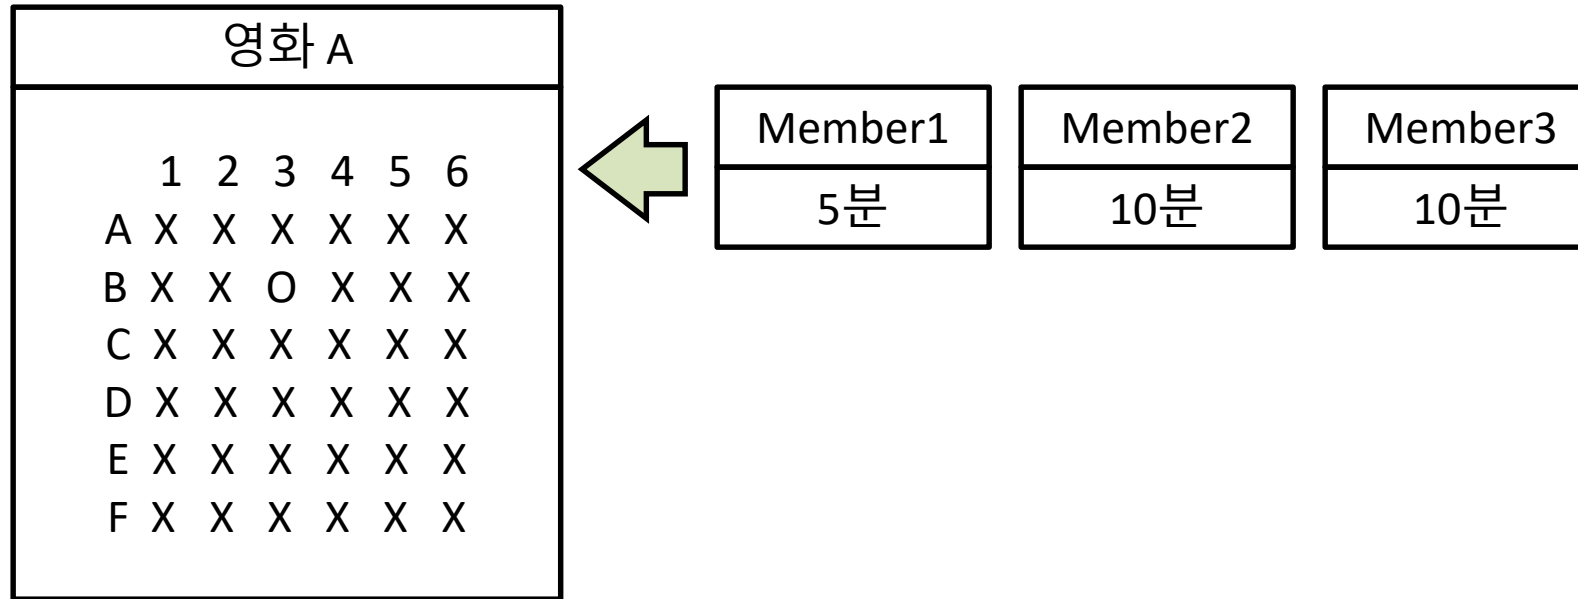 영화 A
1 2 3 4 5 6
A X X X X X X
B X X O X X X
C X X X X X X
D X X X X X X
E X X X X X X
F X X X X X X
Member1
5분
Member2
10분
Member3
10분